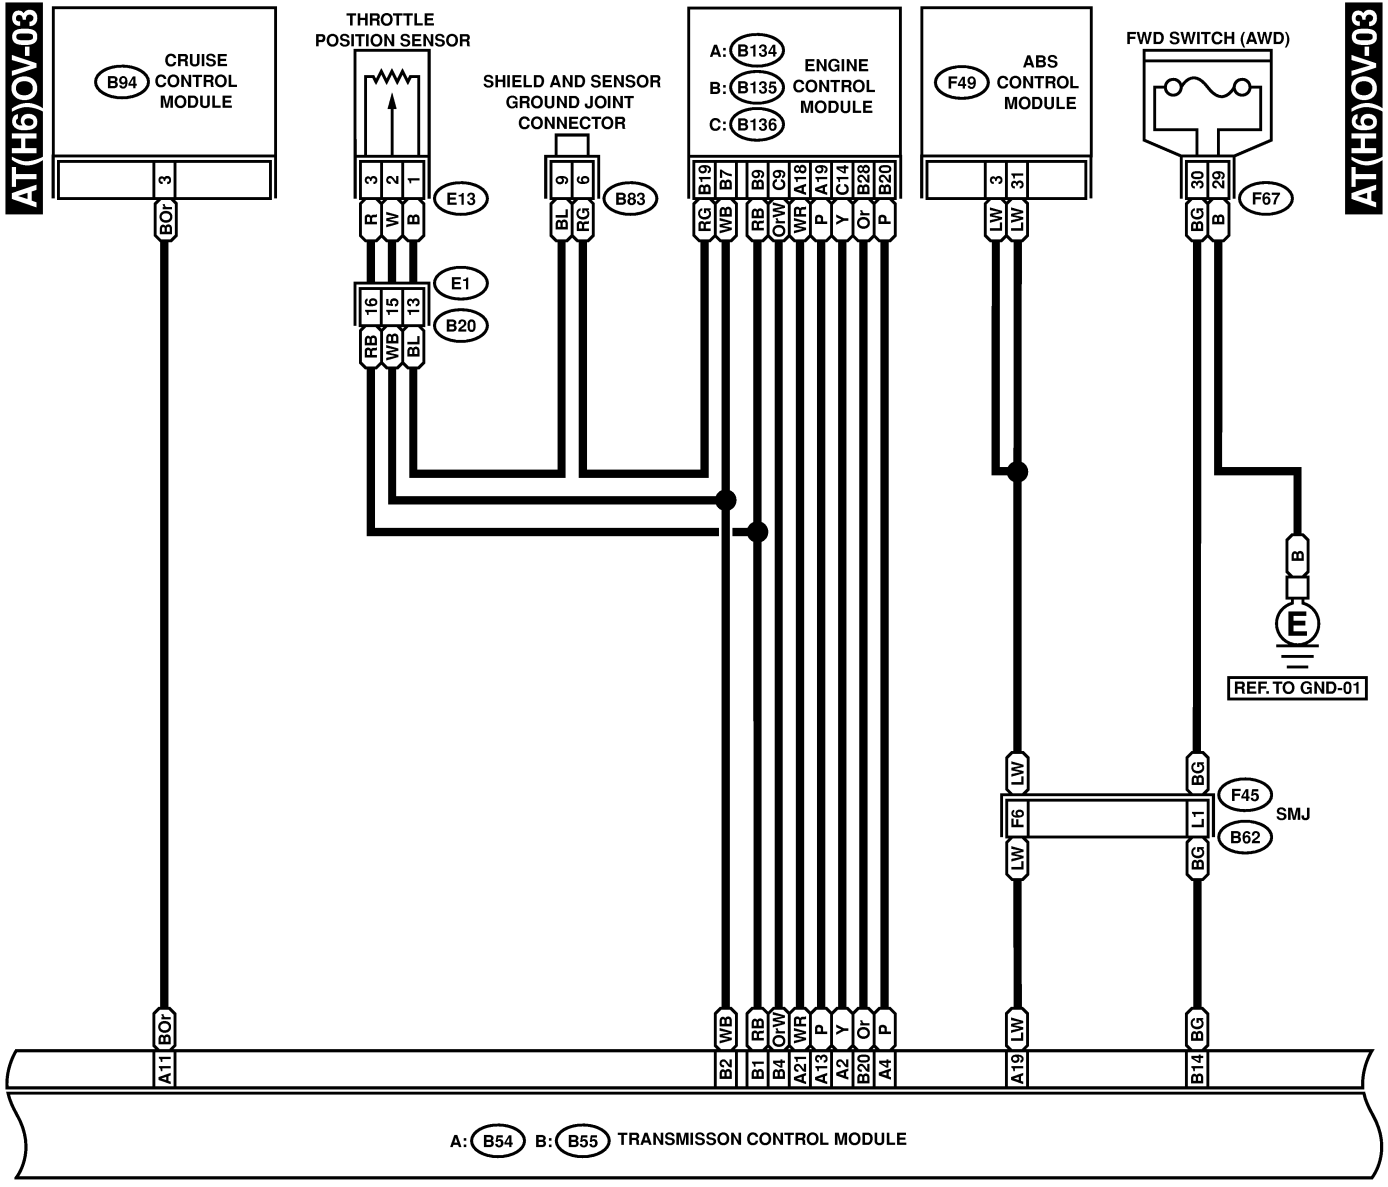 AT(H6)OV-03
AT(H6)OV-03
B94
CRUISE
CONTROL
MODULE
THROTTLE
POSITION SENSOR
SHIELD AND SENSOR
GROUND JOINT
CONNECTOR
A: B134
B: B135
C: B136
ENGINE
CONTROL
MODULE
F49
ABS
CONTROL
MODULE
FWD SWITCH (AWD)
3
3 2 1
E13
9 6
B83
B19 B7 B9 C9 A18 A19 C14 B28 B20
3 31
30 29
F67
BOr
R W B
BL RG
RG WB RB OrW WR P Y Or P
LW LW
BG B
E1
16 15 13
B20
RB WB BL
B
E
REF. TO GND-01
LW
BG
F45
F6
L1
SMJ
B62
LW
BG
BOr
WB RB OrW WR P Y Or P
LW
BG
A11
B2 B1 B4 A21 A13 A2 B20 A4
A19
B14
A: B54 B: B55 TRANSMISSON CONTROL MODULE